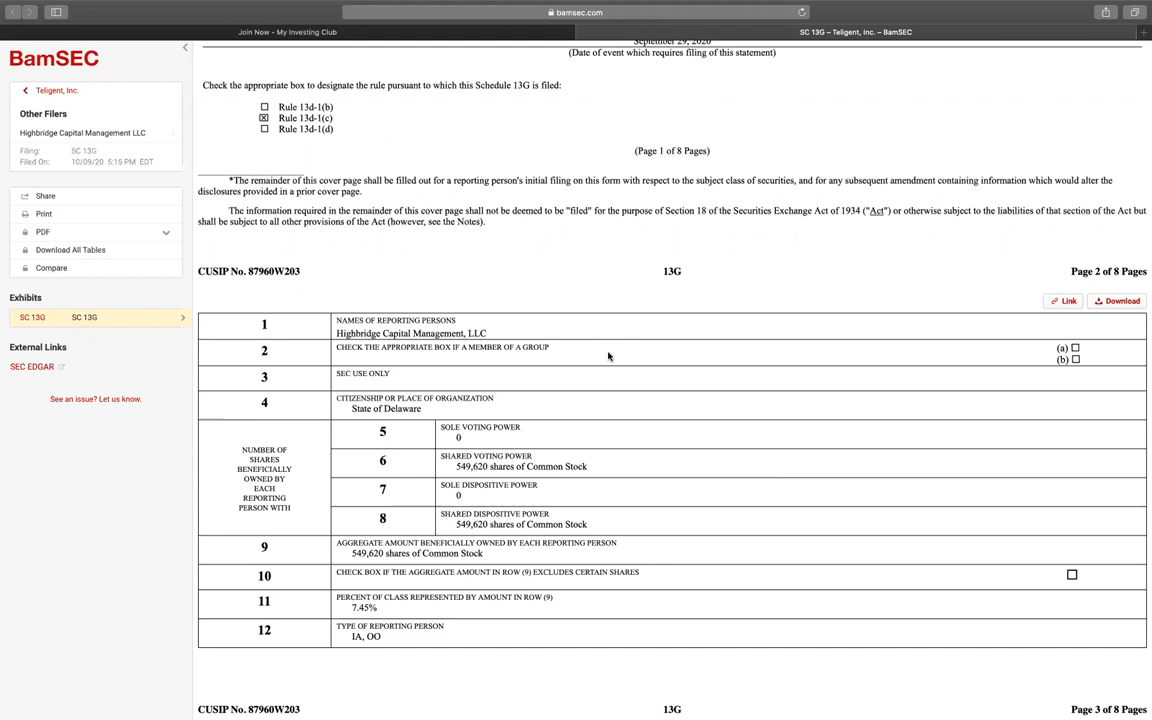 bamsec.com
Join Now - My Investing Club
SC 13G – Teligent, Inc. – BamSEC
BamSEC
Teligent, Inc.
Other Filers
Highbridge Capital Management LLC
Filing: SC 13G
Filed On: 10/09/20 5:15 PM EDT
Share
Print
PDF
Download All Tables
Compare
Exhibits
SC 13G SC 13G
External Links
SEC EDGAR
See an issue? Let us know.
September 29, 2020
(Date of event which requires filing of this statement)
Check the appropriate box to designate the rule pursuant to which this Schedule 13G is filed:
☐ Rule 13d-1(b)
☒ Rule 13d-1(c)
☐ Rule 13d-1(d)
(Page 1 of 8 Pages)
*The remainder of this cover page shall be filled out for a reporting person's initial filing on this form with respect to the subject class of securities, and for any subsequent amendment containing information which would alter the
disclosures provided in a prior cover page.
The information required in the remainder of this cover page shall not be deemed to be "filed" for the purpose of Section 18 of the Securities Exchange Act of 1934 ("Act") or otherwise subject to the liabilities of that section of the Act but
shall be subject to all other provisions of the Act (however, see the Notes).
CUSIP No. 87960W203 13G Page 2 of 8 Pages
Link Download
1 NAMES OF REPORTING PERSONS
Highbridge Capital Management, LLC
2 CHECK THE APPROPRIATE BOX IF A MEMBER OF A GROUP (a) ☐
(b) ☐
3 SEC USE ONLY
4 CITIZENSHIP OR PLACE OF ORGANIZATION
State of Delaware
NUMBER OF
SHARES
BENEFICIALLY
OWNED BY
EACH
REPORTING
PERSON WITH
5 SOLE VOTING POWER
0
6 SHARED VOTING POWER
549,620 shares of Common Stock
7 SOLE DISPOSITIVE POWER
0
8 SHARED DISPOSITIVE POWER
549,620 shares of Common Stock
9 AGGREGATE AMOUNT BENEFICIALLY OWNED BY EACH REPORTING PERSON
549,620 shares of Common Stock
10 CHECK BOX IF THE AGGREGATE AMOUNT IN ROW (9) EXCLUDES CERTAIN SHARES ☐
11 PERCENT OF CLASS REPRESENTED BY AMOUNT IN ROW (9)
7.45%
12 TYPE OF REPORTING PERSON
IA, OO
CUSIP No. 87960W203 13G Page 3 of 8 Pages